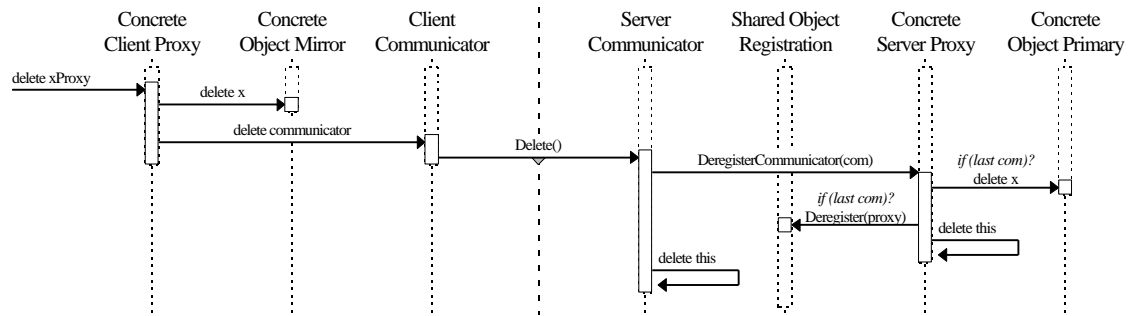 Concrete
Client Proxy
Concrete
Object Mirror
Client
Communicator
Server
Communicator
Shared Object
Registration
Concrete
Server Proxy
Concrete
Object Primary
delete xProxy
delete x
delete communicator
Delete()
DeregisterCommunicator(com)
if (last com)?
delete x
if (last com)?
Deregister(proxy)
delete this
delete this